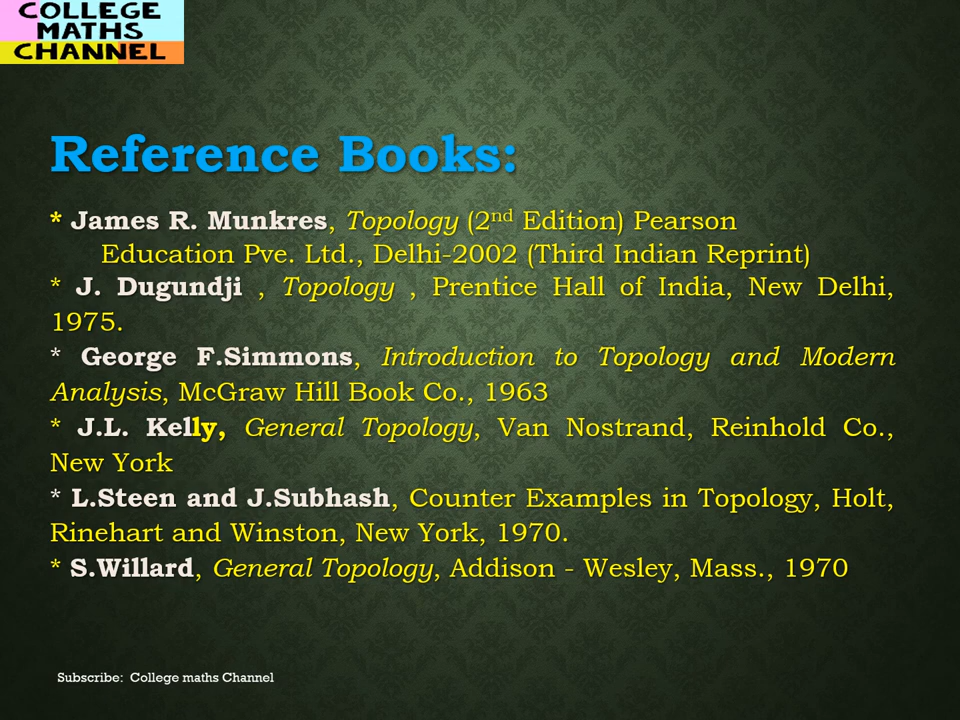 COLLEGE
MATHS
CHANNEL
Reference Books:
* James R. Munkres, Topology (2nd Edition) Pearson
Education Pve. Ltd., Delhi-2002 (Third Indian Reprint)
* J. Dugundji , Topology , Prentice Hall of India, New Delhi,
1975.
* George F.Simmons, Introduction to Topology and Modern
Analysis, McGraw Hill Book Co., 1963
* J.L. Kelly, General Topology, Van Nostrand, Reinhold Co.,
New York
* L.Steen and J.Subhash, Counter Examples in Topology, Holt,
Rinehart and Winston, New York, 1970.
* S.Willard, General Topology, Addison - Wesley, Mass., 1970
Subscribe: College maths Channel